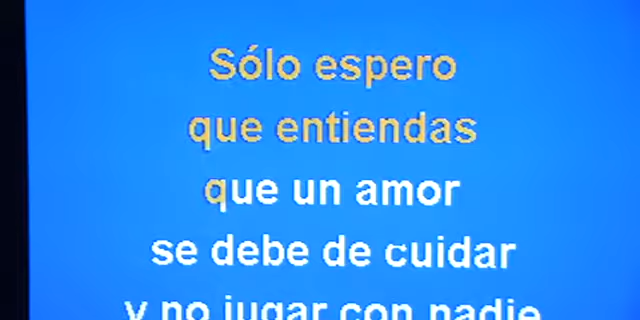 Sólo espero
que entiendas
que un amor
se debe de cuidar
y no jugar con nadie